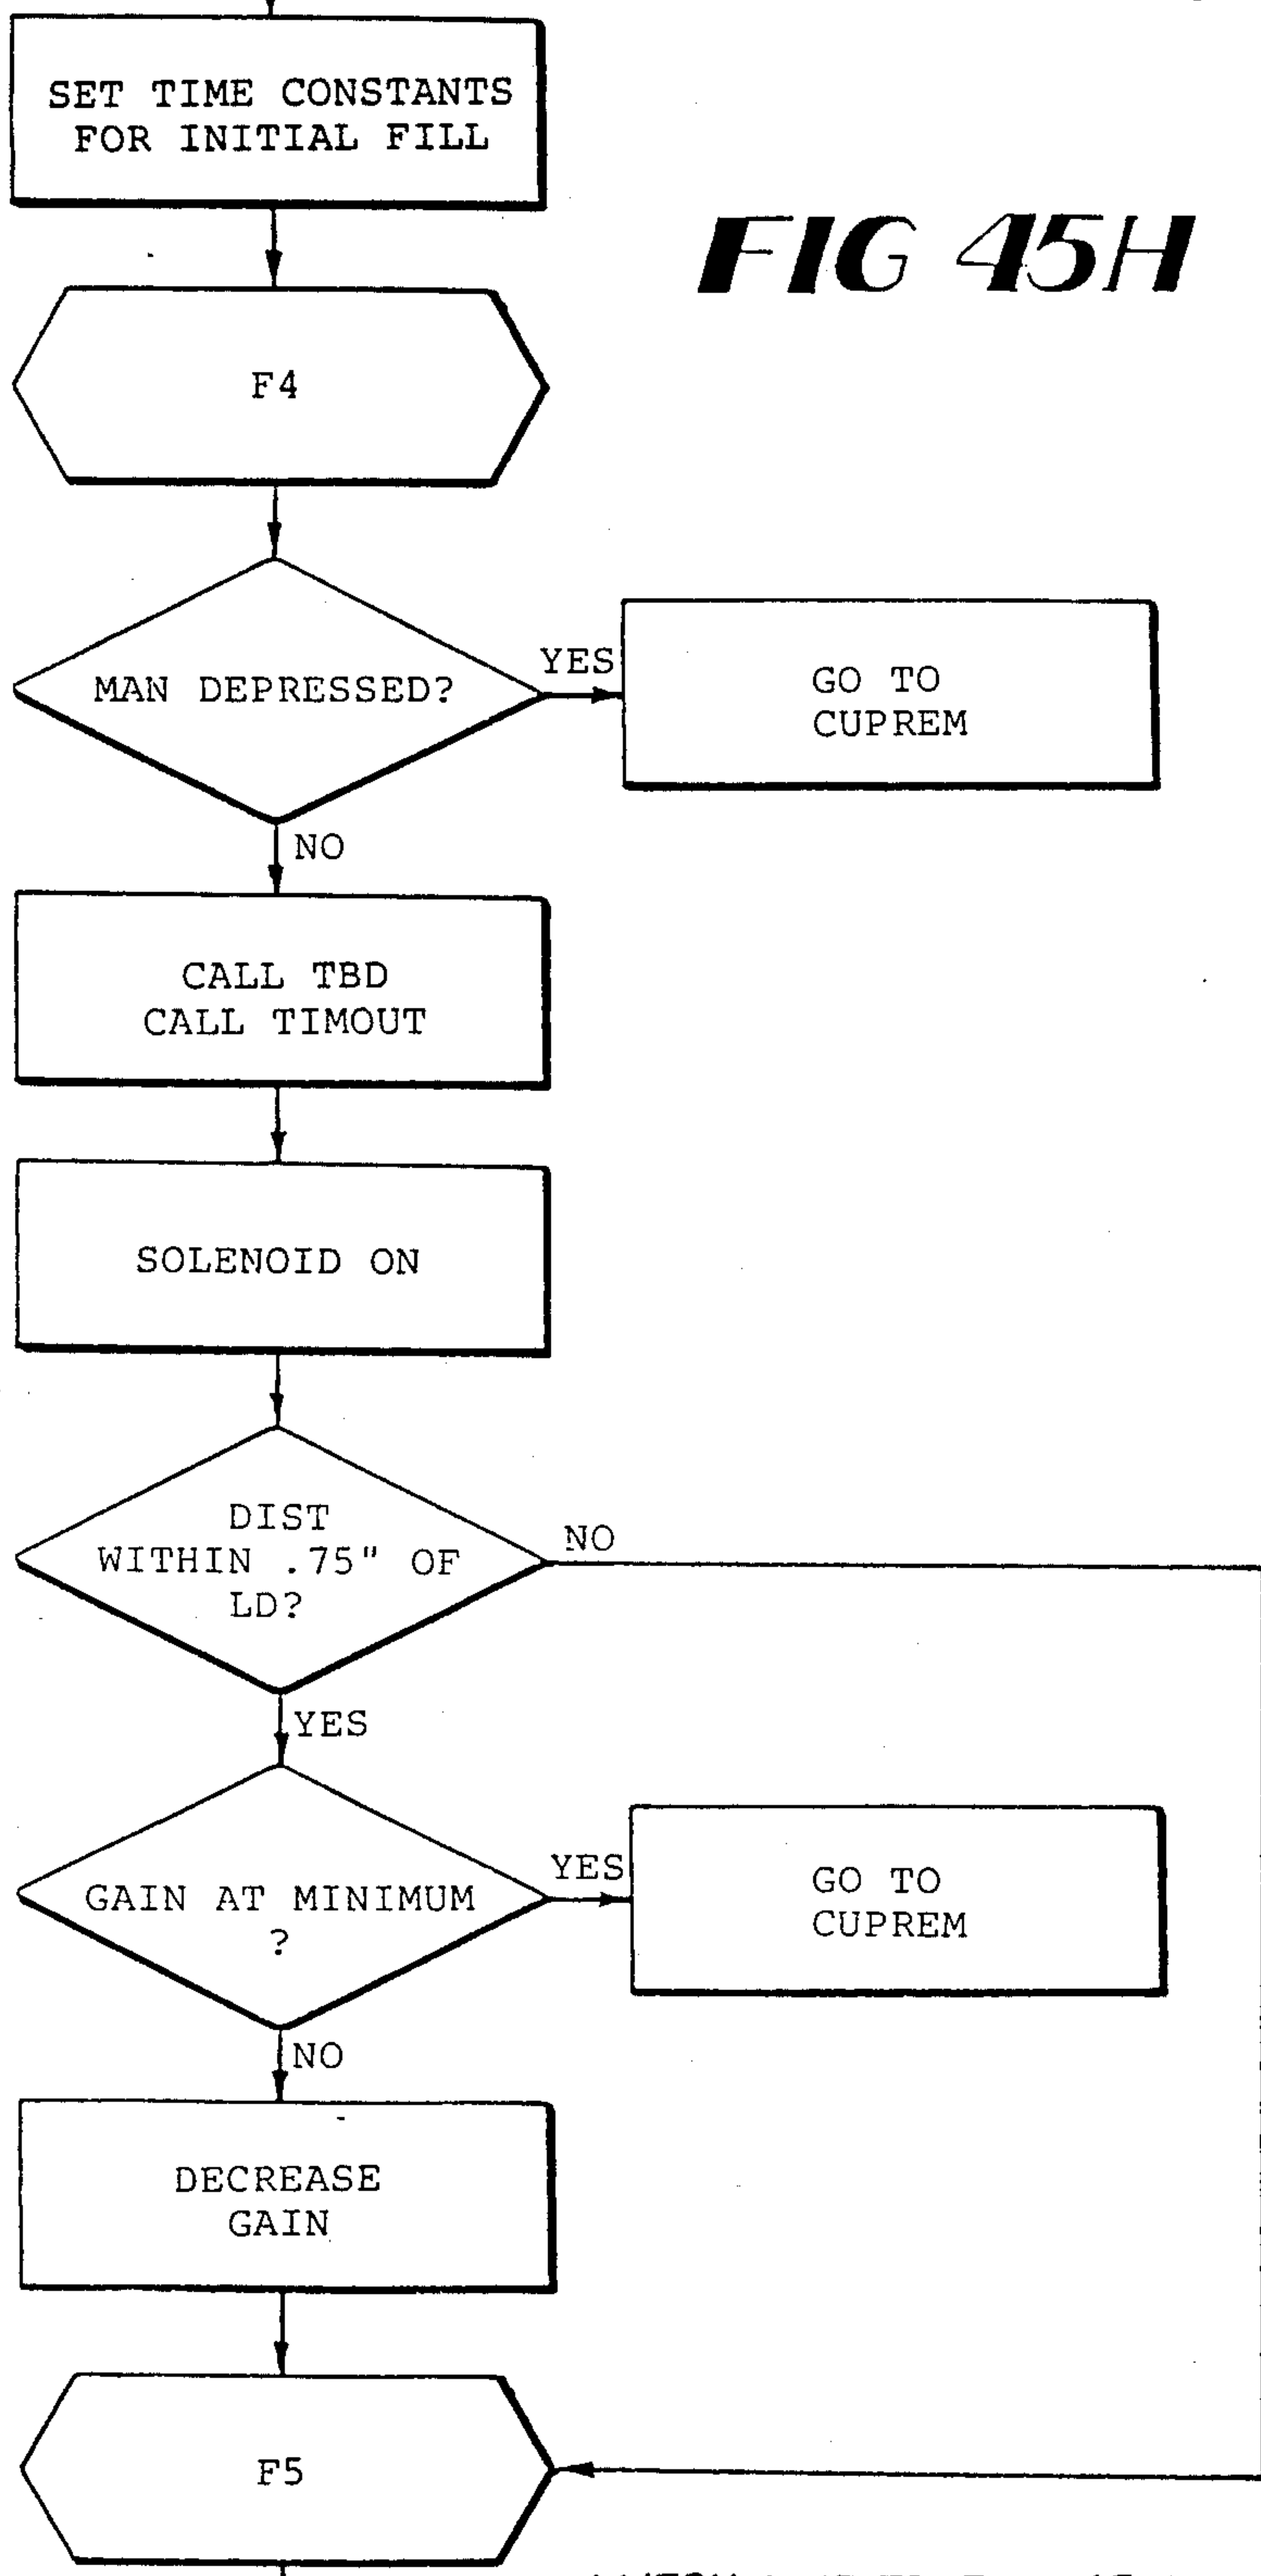 SET TIME CONSTANTS
FOR INITIAL FILL
FIG 45H
F4
MAN DEPRESSED?
YES
GO TO
CUPREM
NO
CALL TBD
CALL TIMOUT
SOLENOID ON
DIST
WITHIN .75" OF
LD?
NO
YES
GAIN AT MINIMUM
?
YES
GO TO
CUPREM
NO
DECREASE
GAIN
F5